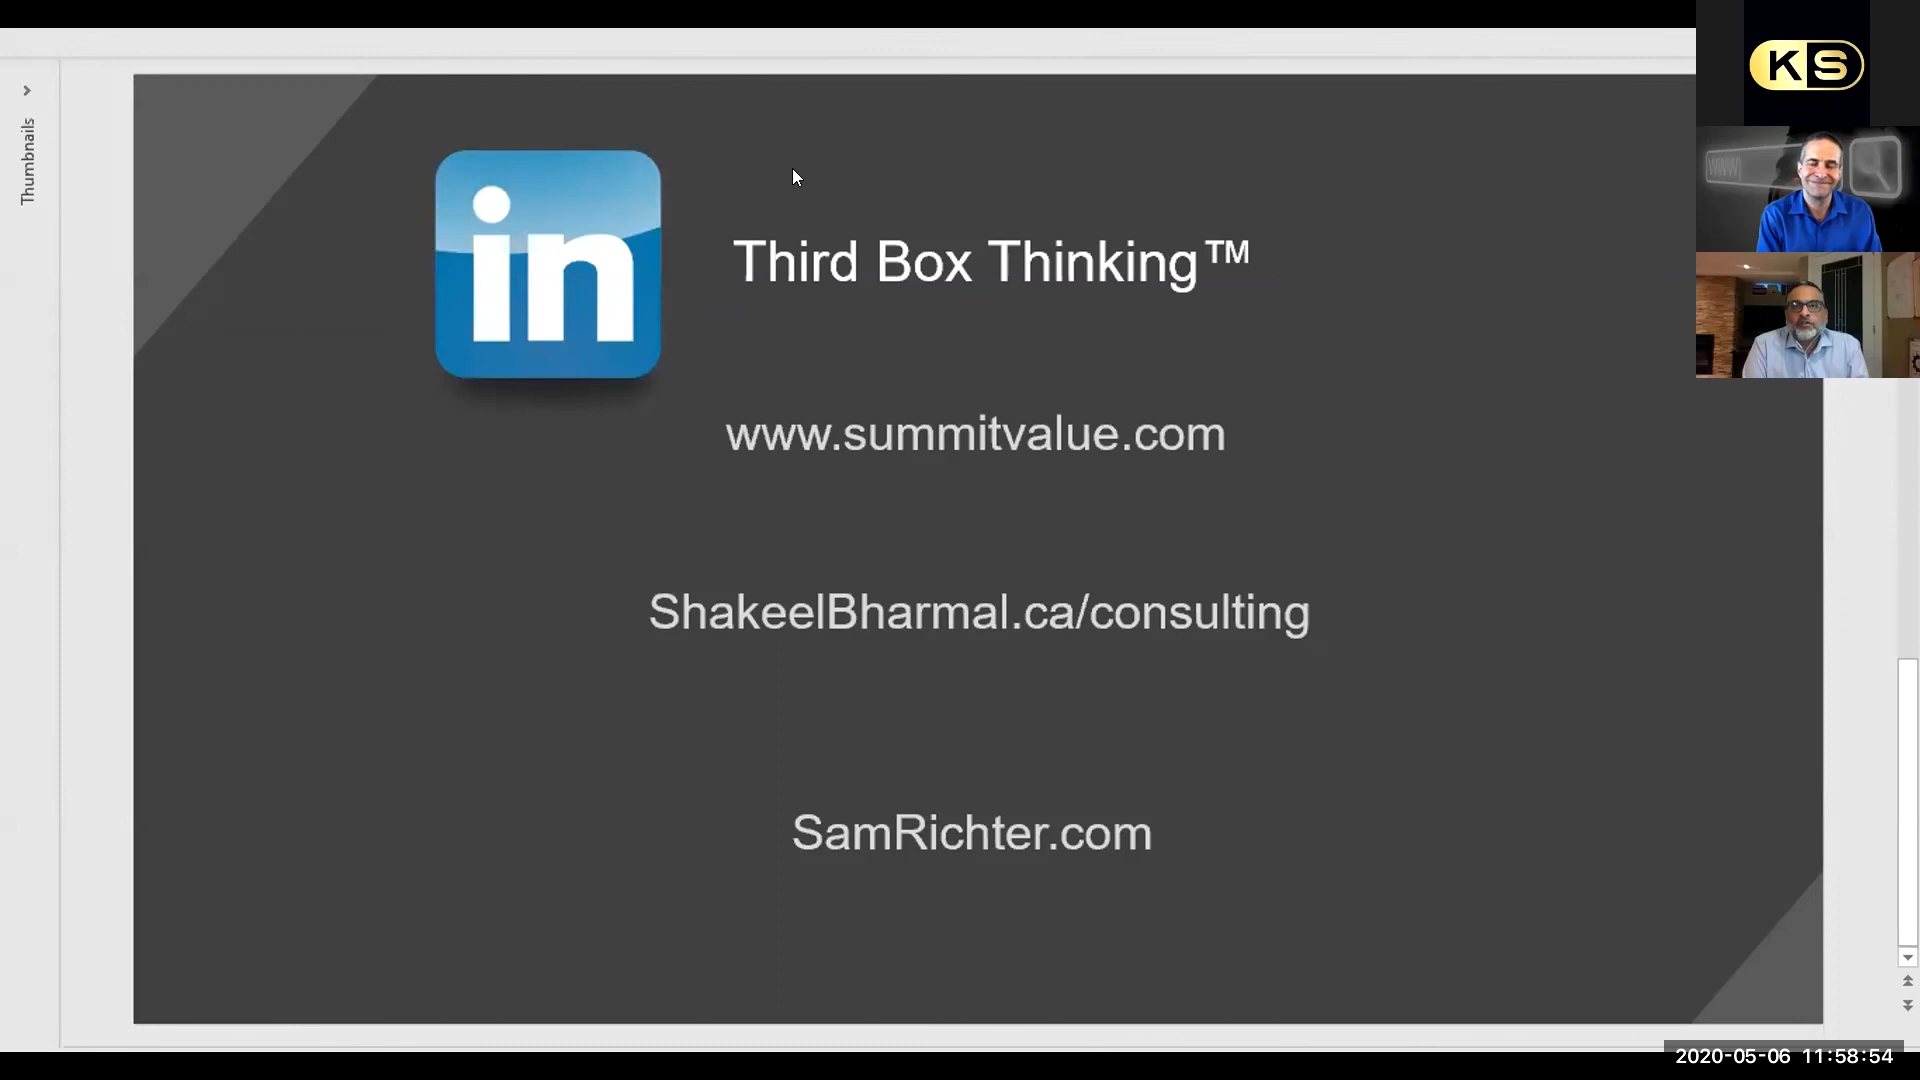 KS
www
Thumbnails
in
Third Box Thinking™
www.summitvalue.com
ShakeelBharmal.ca/consulting
SamRichter.com
2020-05-06 11:58:54